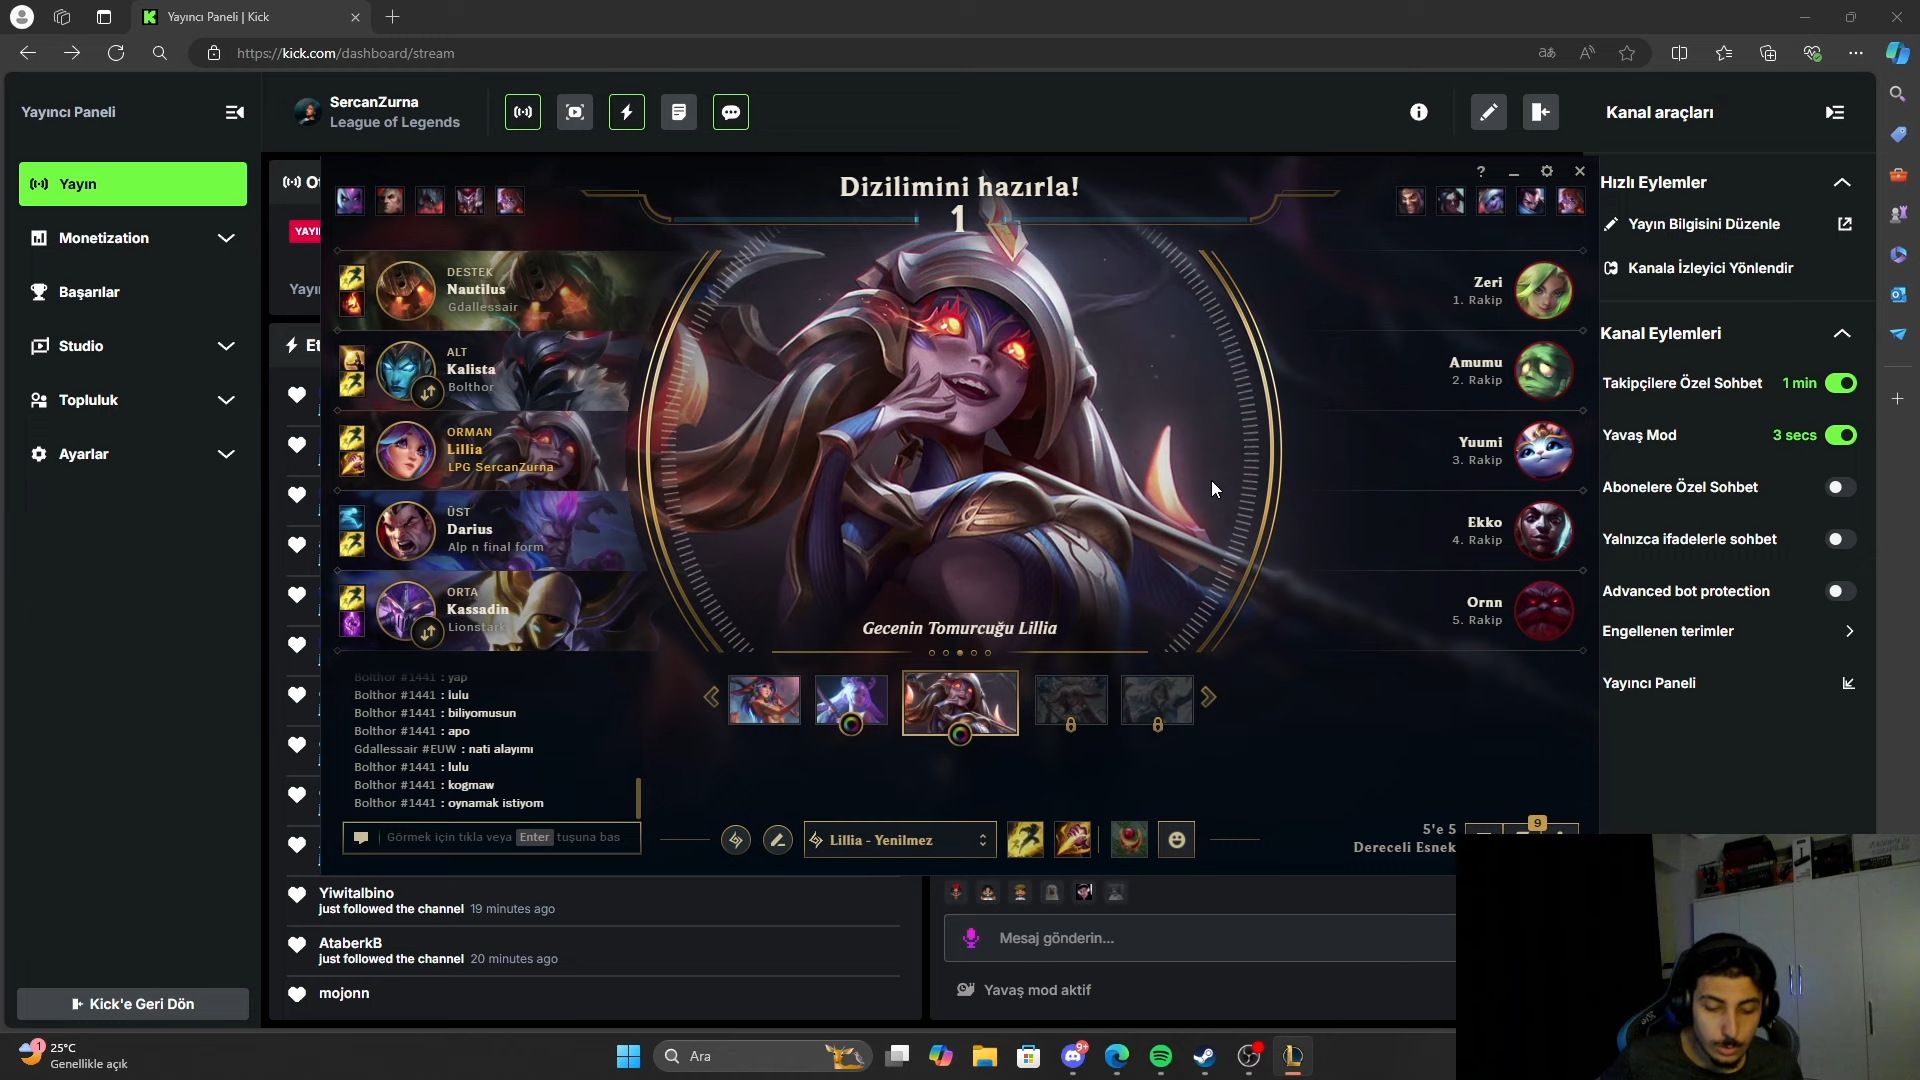 Yayıncı Paneli | Kick
https://kick.com/dashboard/stream
Yayıncı Paneli
SercanZurna
League of Legends
Kanal araçları
Yayın
Monetization
Başarılar
Studio
Topluluk
Ayarlar
Kick'e Geri Dön
Dizilimini hazırla!
1
DESTEK
Nautilus
Gdallessair
ALT
Kalista
Bolthor
ORMAN
Lillia
LPG SercanZurna
ÜST
Darius
Alp n final form
ORTA
Kassadin
Lionstark
Zeri
1. Rakip
Amumu
2. Rakip
Yuumi
3. Rakip
Ekko
4. Rakip
Ornn
5. Rakip
Gecenin Tomurcuğu Lillia
Bolthor #1441 : yap
Bolthor #1441 : lulu
Bolthor #1441 : biliyomusun
Bolthor #1441 : apo
Gdallessair #EUW : nati alayımı
Bolthor #1441 : lulu
Bolthor #1441 : kogmaw
Bolthor #1441 : oynamak istiyom
Görmek için tıkla veya Enter tuşuna bas
Lillia - Yenilmez
5'e 5
Dereceli Esnek
9
Hızlı Eylemler
Yayın Bilgisini Düzenle
Kanala İzleyici Yönlendir
Kanal Eylemleri
Takipçilere Özel Sohbet 1 min
Yavaş Mod 3 secs
Abonelere Özel Sohbet
Yalnızca ifadelerle sohbet
Advanced bot protection
Engellenen terimler
Yayıncı Paneli
Yiwitalbino
just followed the channel 19 minutes ago
AtaberkB
just followed the channel 20 minutes ago
mojonn
Mesaj gönderin...
Yavaş mod aktif
1
25°C
Genellikle açık
Ara
9+